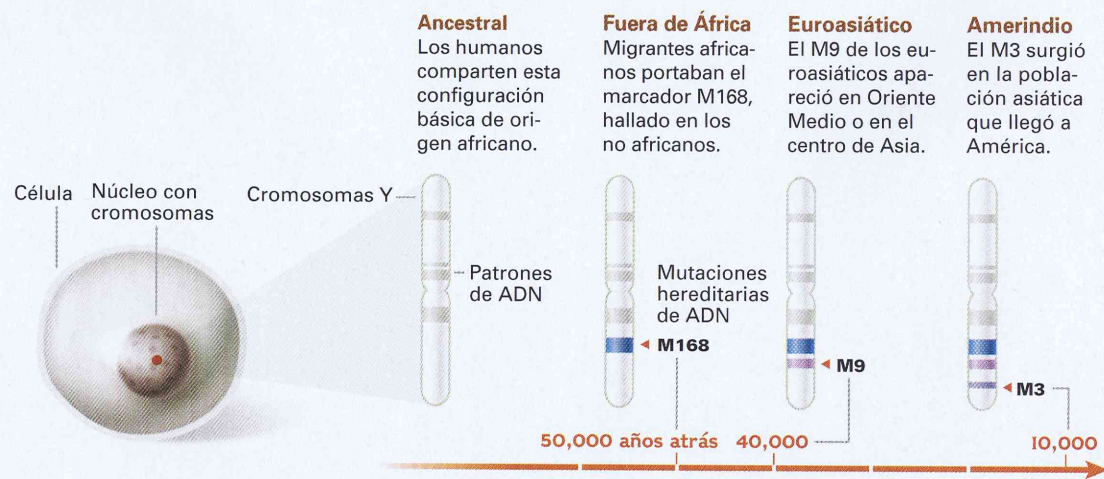 Ancestral
Los humanos
comparten esta
configuración
básica de ori-
gen africano.
Fuera de África
Migrantes africa-
nos portaban el
marcador M168,
hallado en los
no africanos.
Euroasiático
El M9 de los eu-
roasiáticos apa-
reció en Oriente
Medio o en el
centro de Asia.
Amerindio
El M3 surgió
en la pobla-
ción asiática
que llegó a
América.
Célula
Núcleo con
cromosomas
Cromosomas Y
Patrones
de ADN
Mutaciones
hereditarias
de ADN
M168
M9
M3
50,000 años atrás
40,000
10,000